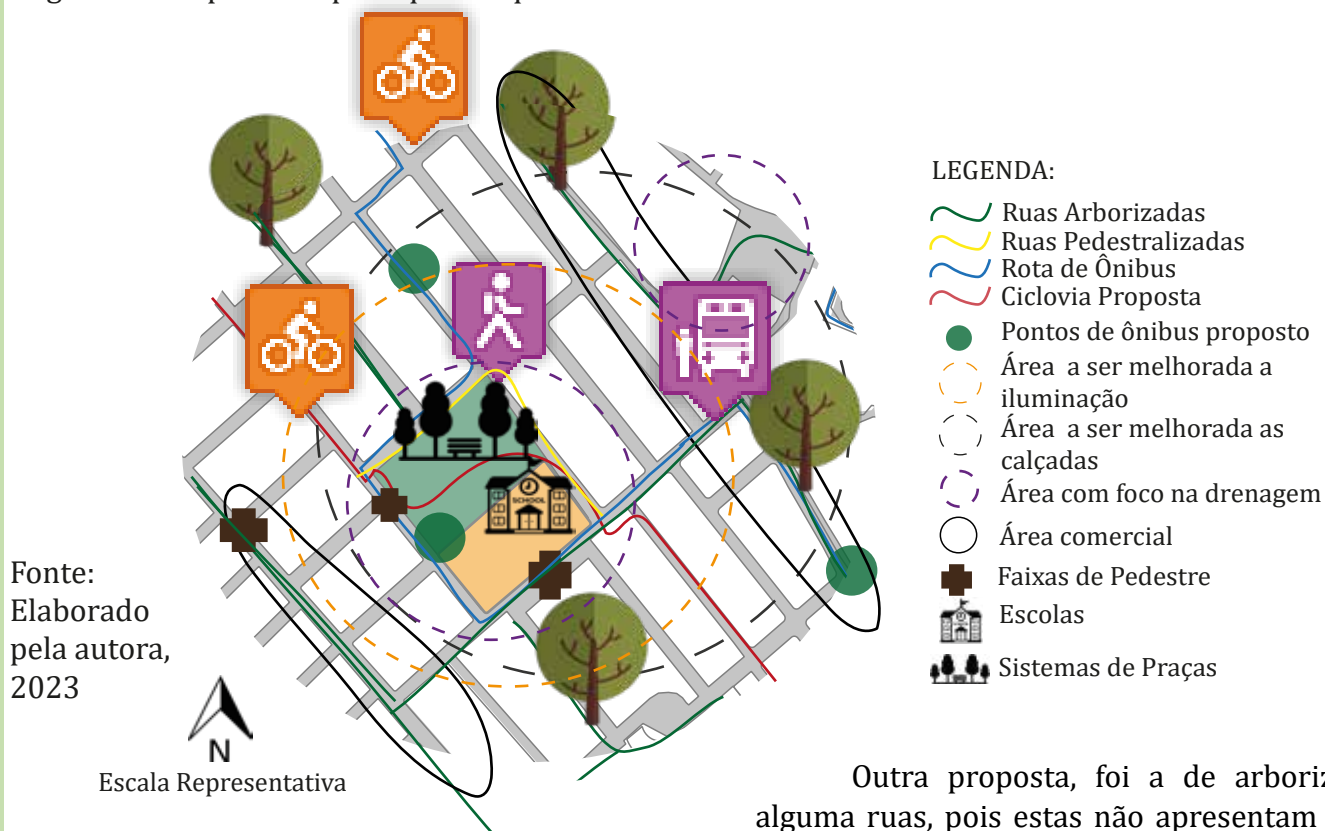 LEGENDA:
Ruas Arborizadas
Ruas Pedestralizadas
Rota de Ônibus
Ciclovia Proposta
Pontos de ônibus proposto
Área a ser melhorada a
iluminação
Área a ser melhorada as
calçadas
Área com foco na drenagem
Área comercial
Faixas de Pedestre
Escolas
Sistemas de Praças
SCHOOL
Fonte:
Elaborado
pela autora,
2023
N
Escala Representativa
Outra proposta, foi a de
alguma ruas, pois estas não apresentam